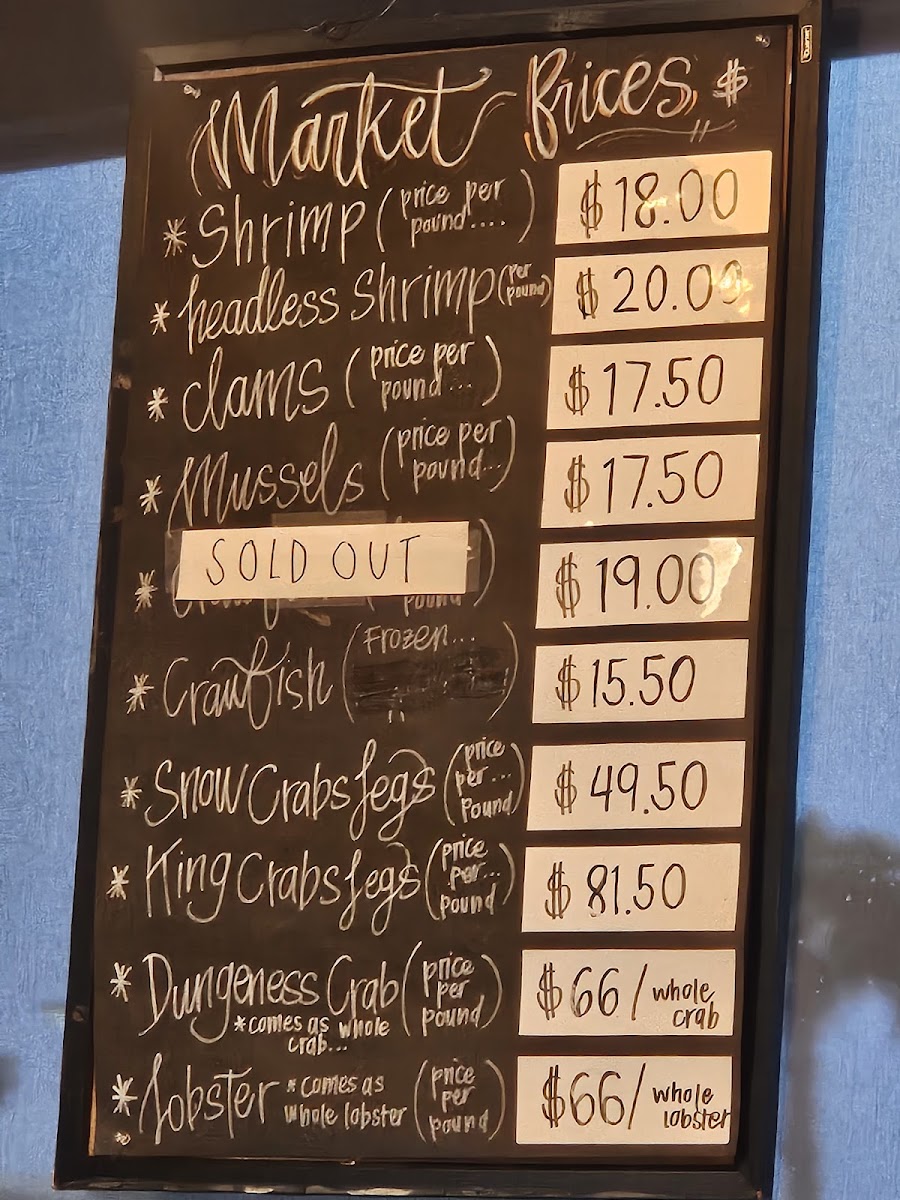 Market Prices $
* Shrimp (price per pound....) $18.00
* headless Shrimp (per pound) $20.00
* Clams (price per pound...) $17.50
* Mussels (price per pound...) $17.50
* SOLD OUT pound) $19.00
* Crawfish (Frozen...) $15.50
* Snow Crabs Legs (price per... Pound) $49.50
* King Crabs Legs (price Per... pound) $81.50
* Dungeness Crab (price per pound) $66/ whole crab
*comes as whole crab...
* Lobster *comes as whole lobster (price per pound) $66/ whole lobster